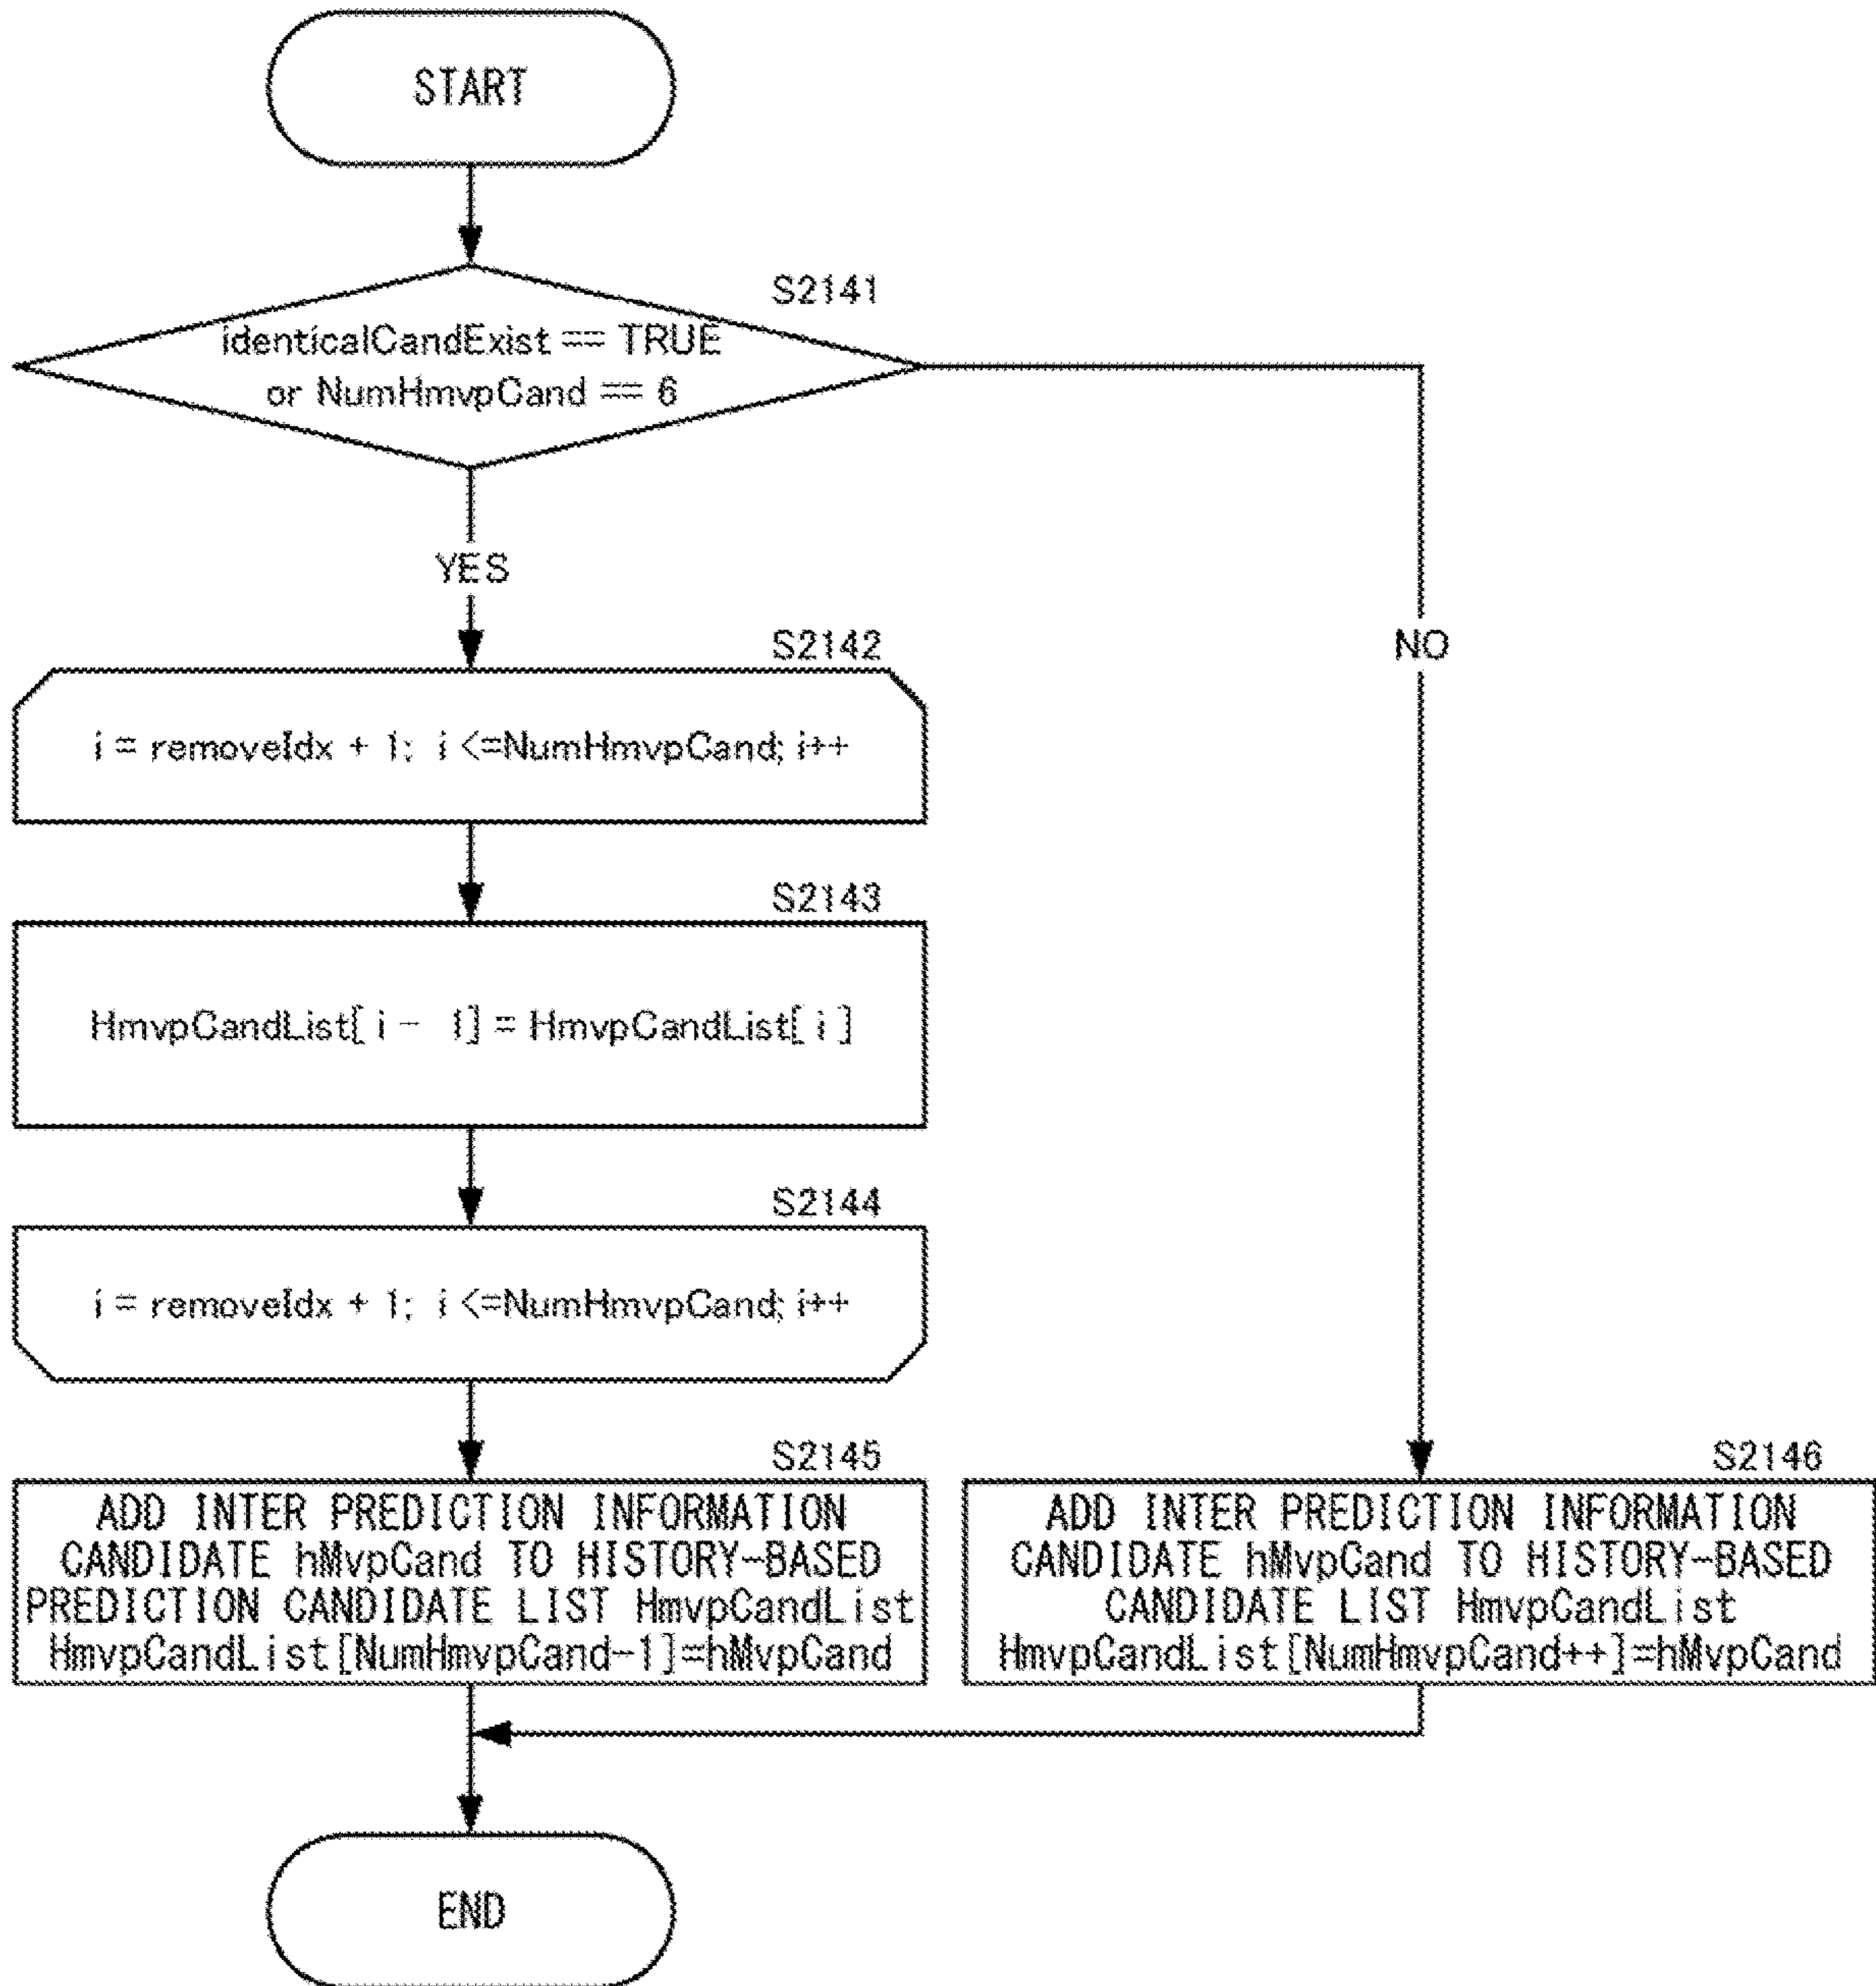 START
S2141
identicalCandExist == TRUE
or NumHmvpCand == 6
YES
NO
S2142
i = removeIdx + 1; i <=NumHmvpCand; i++
S2143
HmvpCandList[ i - 1] = HmvpCandList[ i ]
S2144
i = removeIdx + 1; i <=NumHmvpCand; i++
S2145
ADD INTER PREDICTION INFORMATION
CANDIDATE hMvpCand TO HISTORY-BASED
PREDICTION CANDIDATE LIST HmvpCandList
HmvpCandList[NumHmvpCand-1]=hMvpCand
S2146
ADD INTER PREDICTION INFORMATION
CANDIDATE hMvpCand TO HISTORY-BASED
CANDIDATE LIST HmvpCandList
HmvpCandList[NumHmvpCand++]=hMvpCand
END